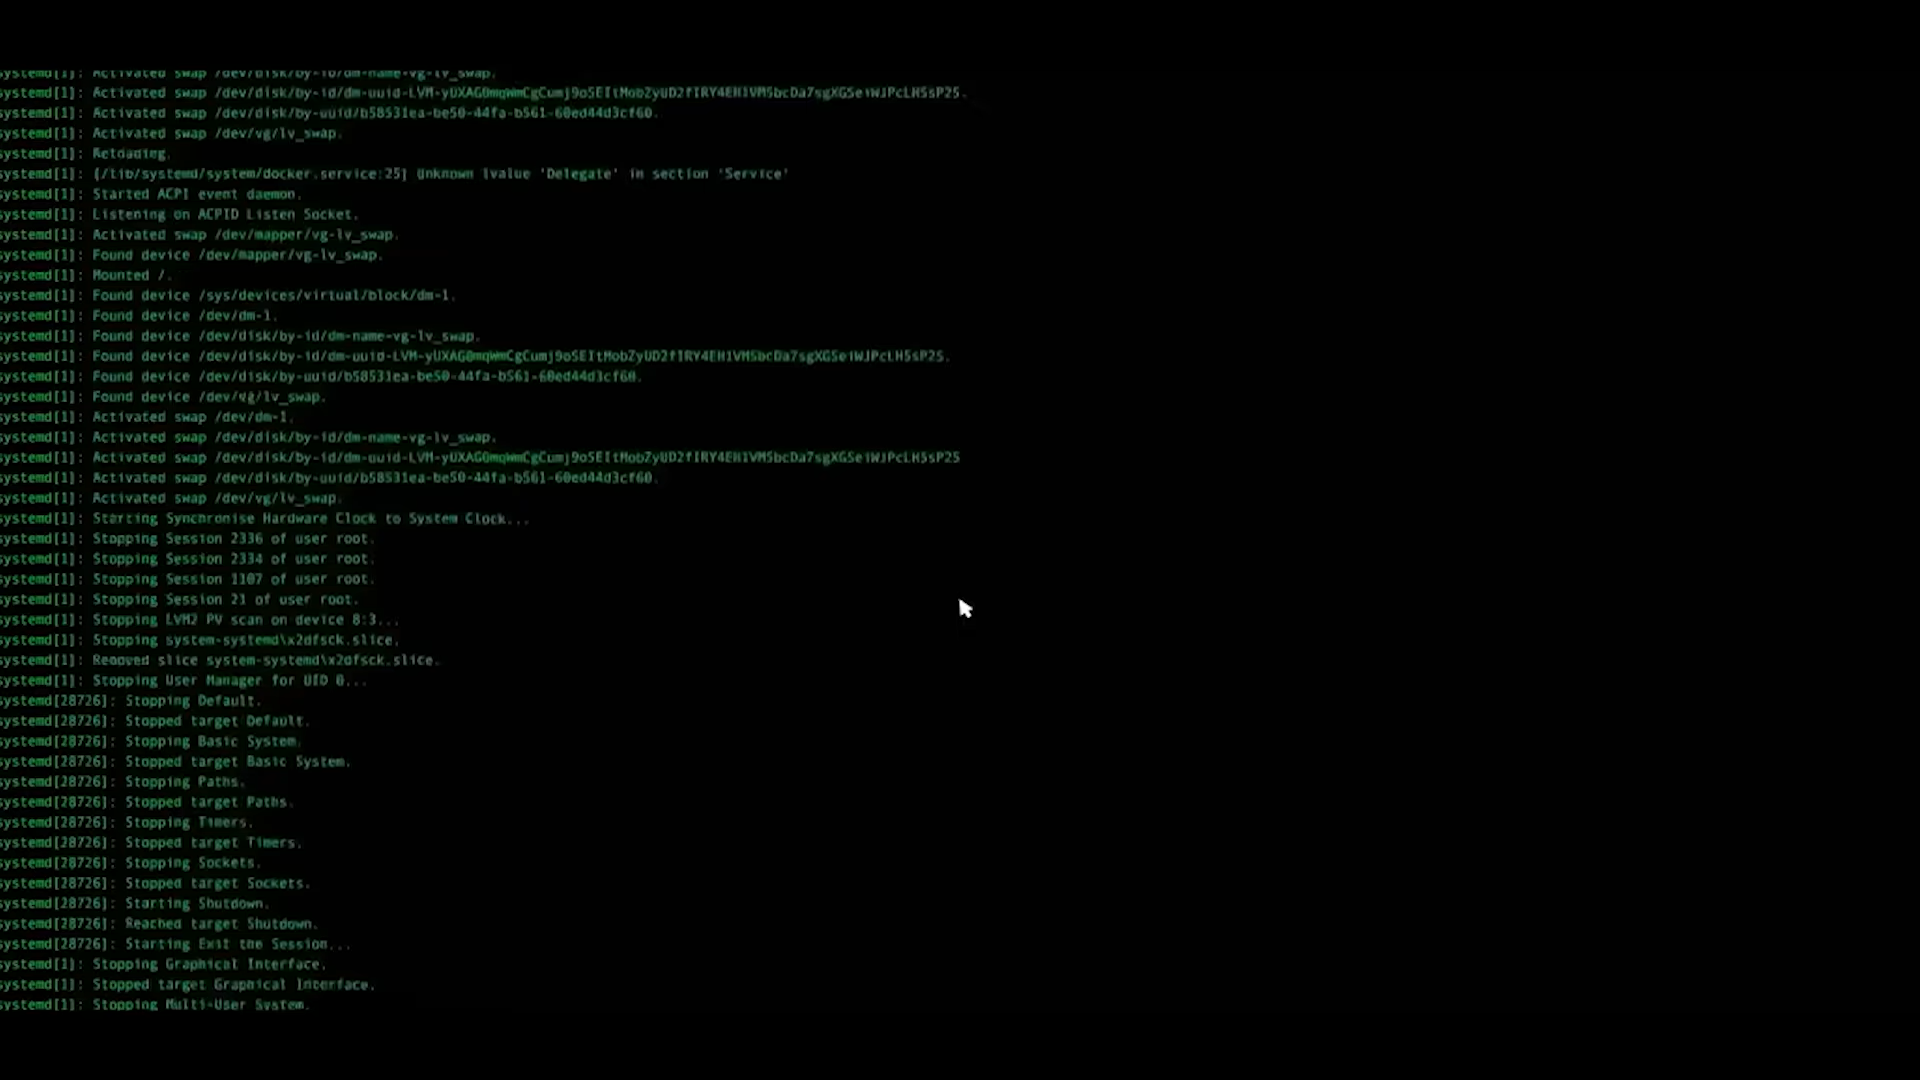 systemd[1]: Activated swap /dev/disk/by-id/dm-name-vg-lv_swap.
systemd[1]: Activated swap /dev/disk/by-id/dm-uuid-LVM-
systemd[1]: Activated swap /dev/disk/by-uuid/b58531ea-be50-44fa-b561-60ed44d3cf60.
systemd[1]: Activated swap /dev/vg/lv_swap.
systemd[1]: Reloading.
systemd[1]: [/lib/systemd/system/docker.service:25] Unknown lvalue 'Delegate' in section 'Service'
systemd[1]: Started ACPI event daemon.
systemd[1]: Listening on ACPID Listen Socket.
systemd[1]: Activated swap /dev/mapper/vg-lv_swap.
systemd[1]: Found device /dev/mapper/vg-lv_swap.
systemd[1]: Mounted /.
systemd[1]: Found device /sys/devices/virtual/block/dm-1.
systemd[1]: Found device /dev/dm-1.
systemd[1]: Found device /dev/disk/by-id/dm-name-vg-lv_swap.
systemd[1]: Found device /dev/disk/by-id/dm-uuid-LVM-
systemd[1]: Found device /dev/disk/by-uuid/b58531ea-be50-44fa-b561-60ed44d3cf60.
systemd[1]: Found device /dev/vg/lv_swap.
systemd[1]: Activated swap /dev/dm-1.
systemd[1]: Activated swap /dev/disk/by-id/dm-name-vg-lv_swap.
systemd[1]: Activated swap /dev/disk/by-id/dm-uuid-LVM-
systemd[1]: Activated swap /dev/disk/by-uuid/b58531ea-be50-44fa-b561-60ed44d3cf60.
systemd[1]: Activated swap /dev/vg/lv_swap.
systemd[1]: Starting Synchronise Hardware Clock to System Clock...
systemd[1]: Stopping Session 2336 of user root.
systemd[1]: Stopping Session 2334 of user root.
systemd[1]: Stopping Session 1107 of user root.
systemd[1]: Stopping Session 21 of user root.
systemd[1]: Stopping LVM2 PV scan on device 8:3...
systemd[1]: Stopping system-systemd\x2dfsck.slice.
systemd[1]: Removed slice system-systemd\x2dfsck.slice.
systemd[1]: Stopping User Manager for UID 0...
systemd[28726]: Stopping Default.
systemd[28726]: Stopped target Default.
systemd[28726]: Stopping Basic System.
systemd[28726]: Stopped target Basic System.
systemd[28726]: Stopping Paths.
systemd[28726]: Stopped target Paths.
systemd[28726]: Stopping Timers.
systemd[28726]: Stopped target Timers.
systemd[28726]: Stopping Sockets.
systemd[28726]: Stopped target Sockets.
systemd[28726]: Starting Shutdown.
systemd[28726]: Reached target Shutdown.
systemd[28726]: Starting Exit the Session...
systemd[1]: Stopping Graphical Interface.
systemd[1]: Stopped target Graphical Interface.
systemd[1]: Stopping Multi-User System.